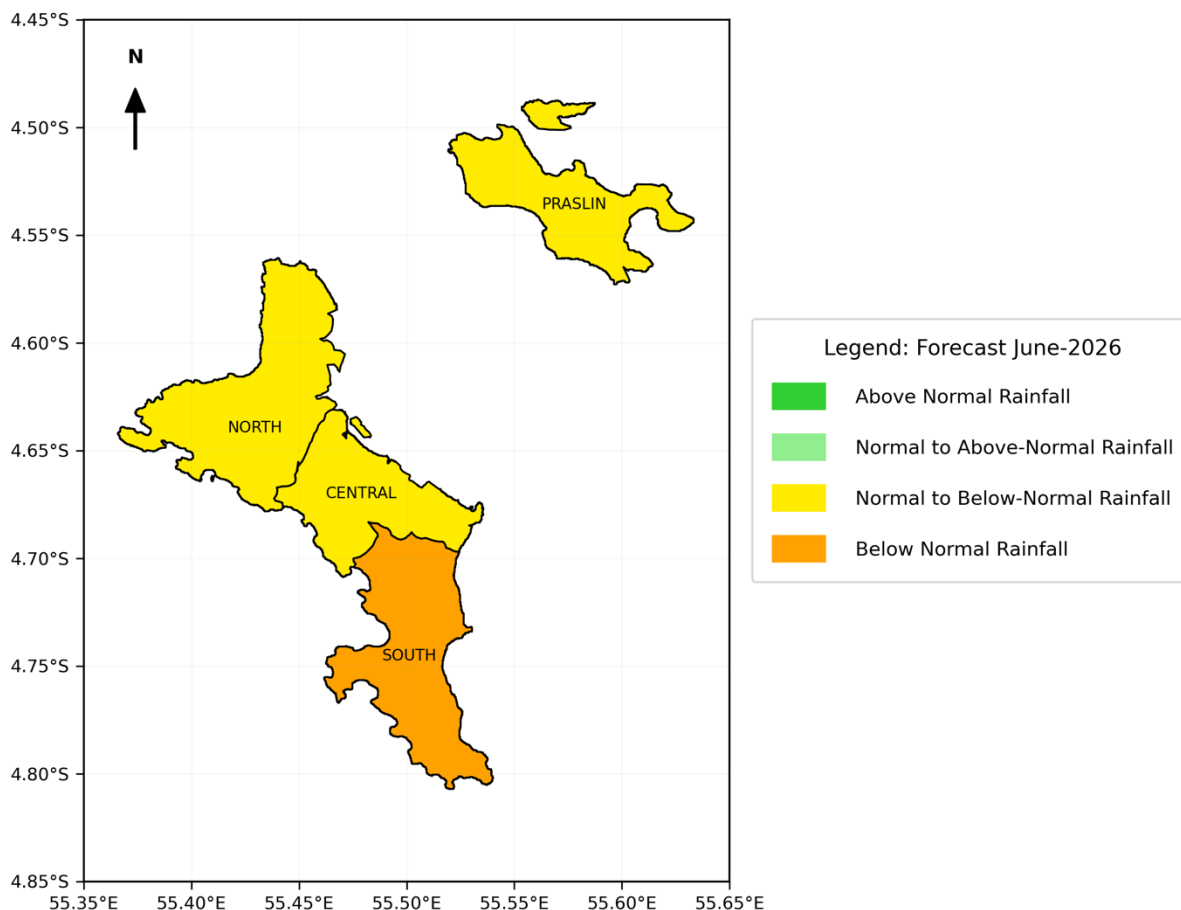 4.45°S
N
4.50°S
PRASLIN
4.55°S
4.60°S
Legend: Forecast June-2026
Above Normal Rainfall
NORTH
4.65°S
Normal to Above-Normal Rainfall
CENTRAL
Normal to Below-Normal Rainfall
4.70°S
Below Normal Rainfall
SOUTH
4.75°S
4.80°S
4.85°S
55.35°E 55.40°E 55.45°E 55.50°E 55.55°E 55.60°E 55.65°E